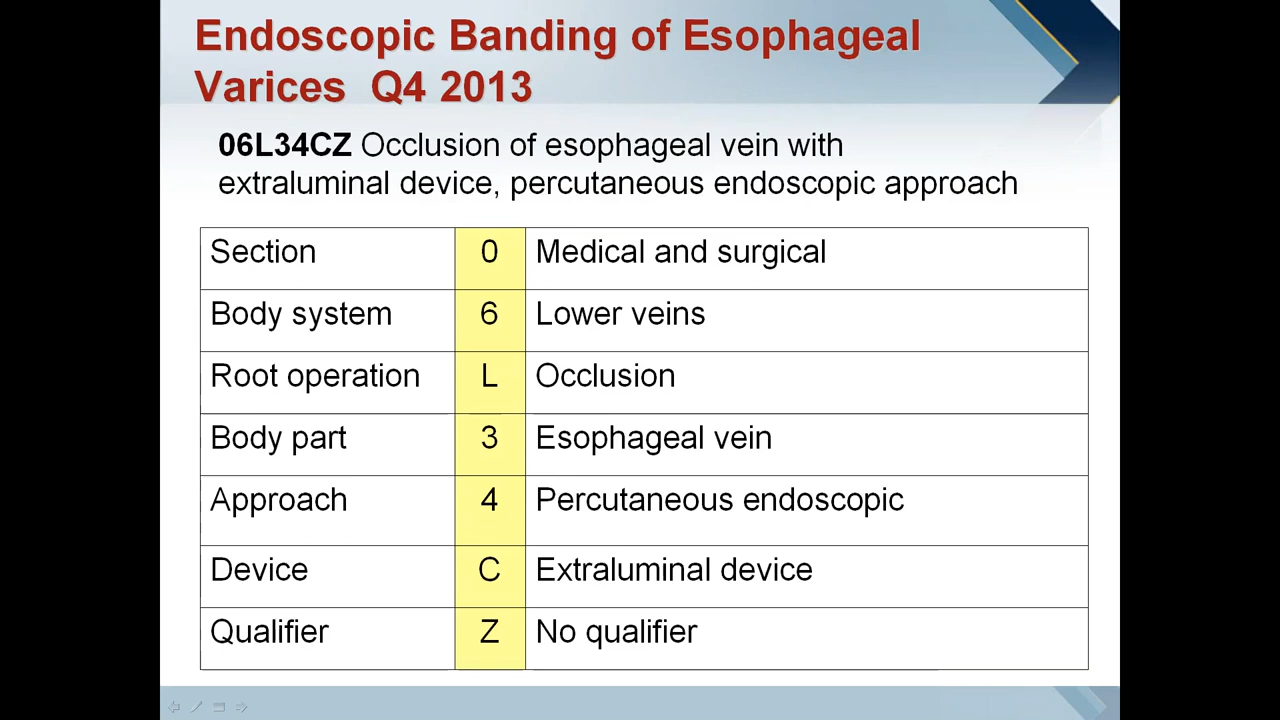 Endoscopic Banding of Esophageal
Varices Q4 2013
06L34CZ Occlusion of esophageal vein with
extraluminal device, percutaneous endoscopic approach
Section 0 Medical and surgical
Body system 6 Lower veins
Root operation L Occlusion
Body part 3 Esophageal vein
Approach 4 Percutaneous endoscopic
Device C Extraluminal device
Qualifier Z No qualifier